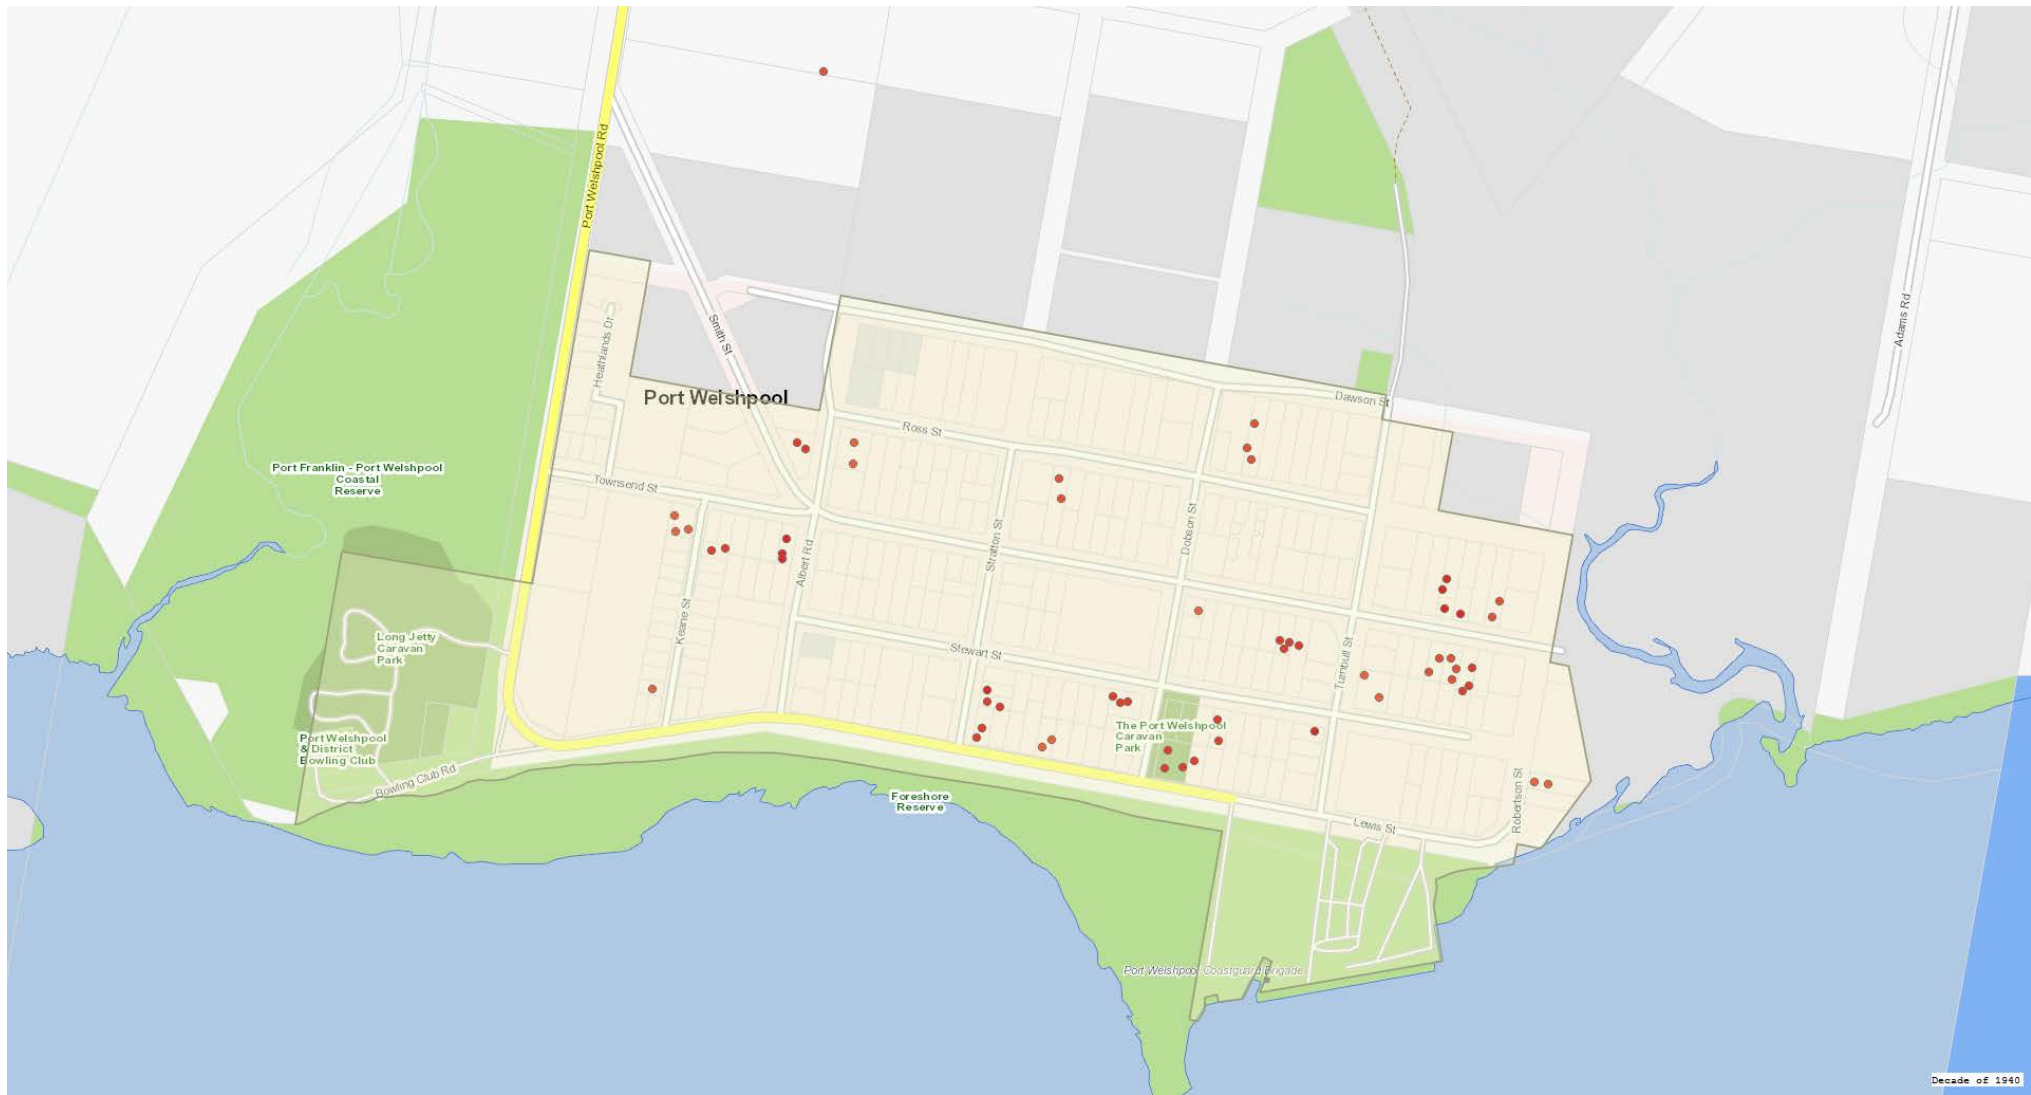 Port Welshpool Rd
Adams Rd
Smith St
Heathlands Dr
Port Welshpool
Dawson St
Ross St
Port Franklin - Port Welshpool
Coastal
Reserve
Townsend St
Dobson St
Stratton St
Albert Rd
Keane St
Long Jetty
Caravan
Park
Stewart St
Turnbull St
The Port Welshpool
Caravan
Park
Port Welshpool
& District
Bowling Club
Bowling Club Rd
Foreshore
Reserve
Robertson St
Lewis St
Port Welshpool Coastguard Brigade
Decade of 1940